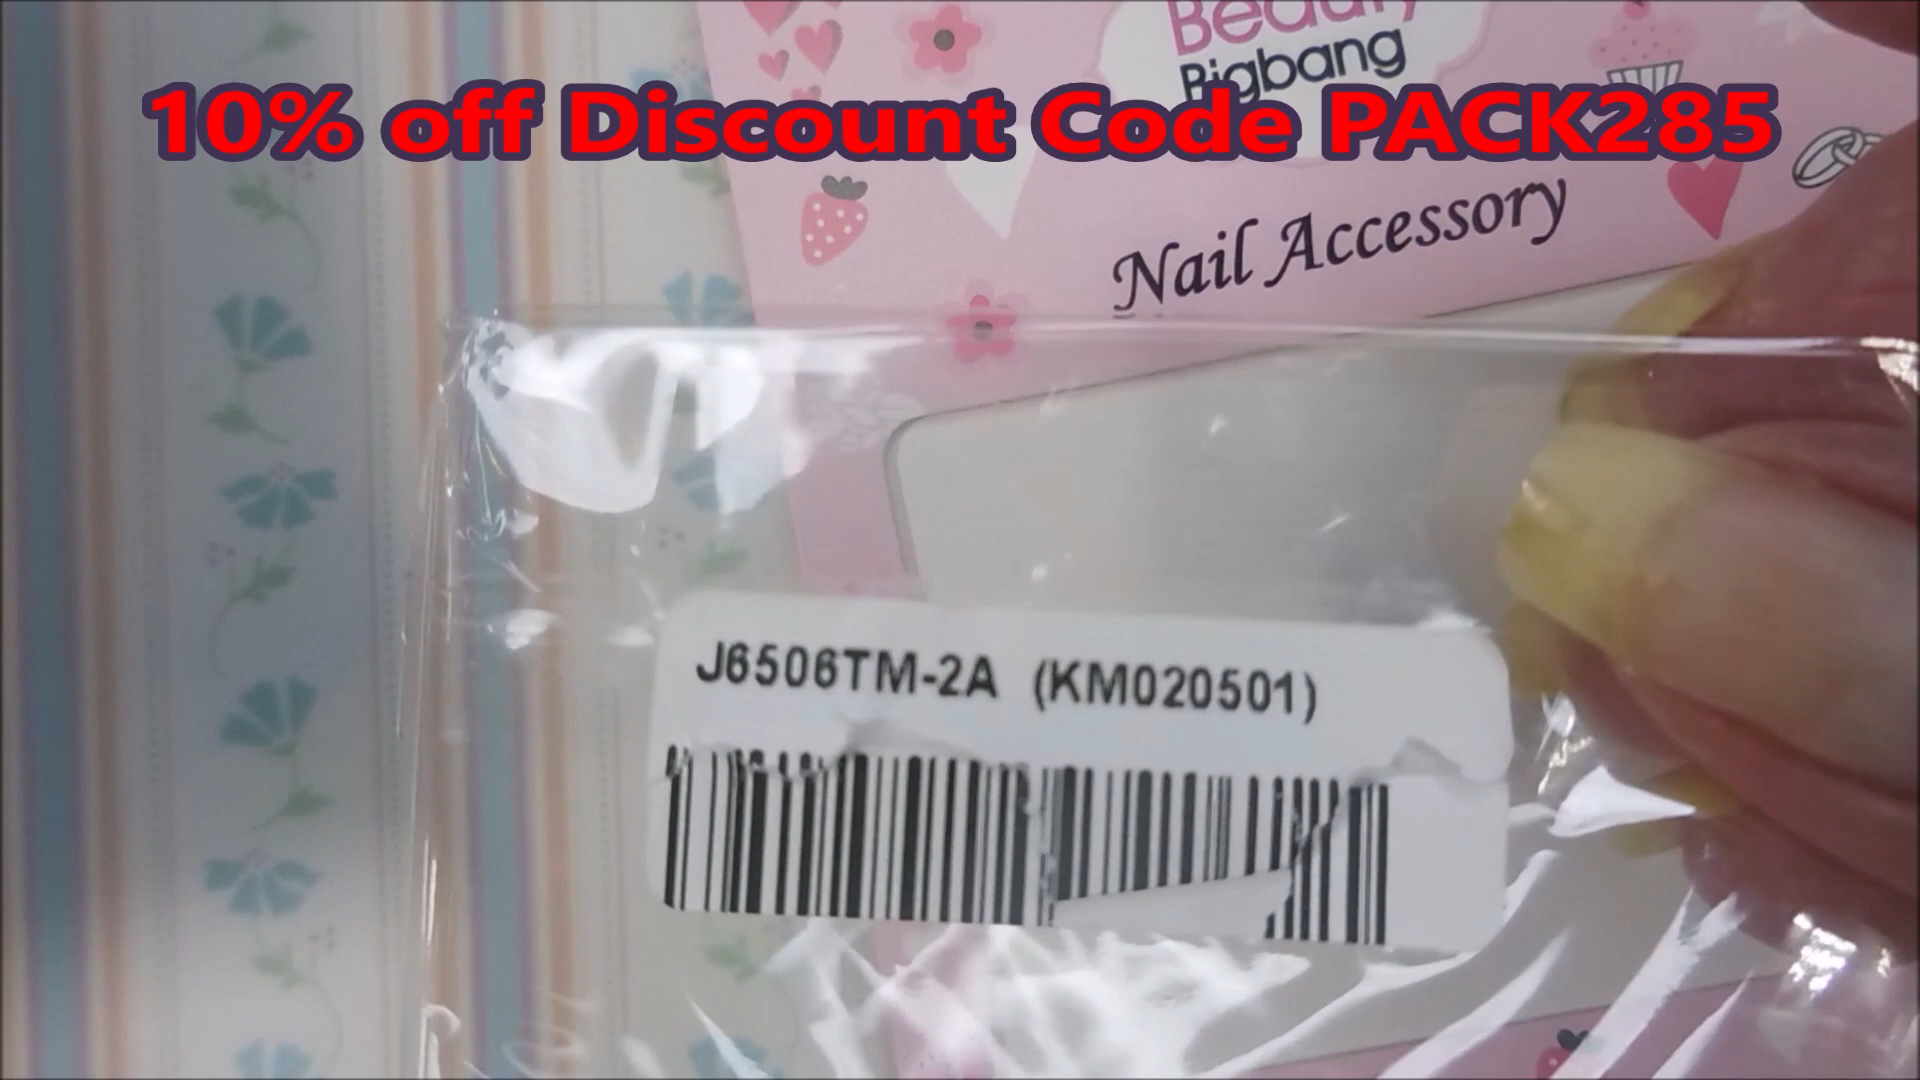 Beauty
Bigbang
10% off Discount Code PACK285
Nail Accessory
J6506TM-2A (KM020501)